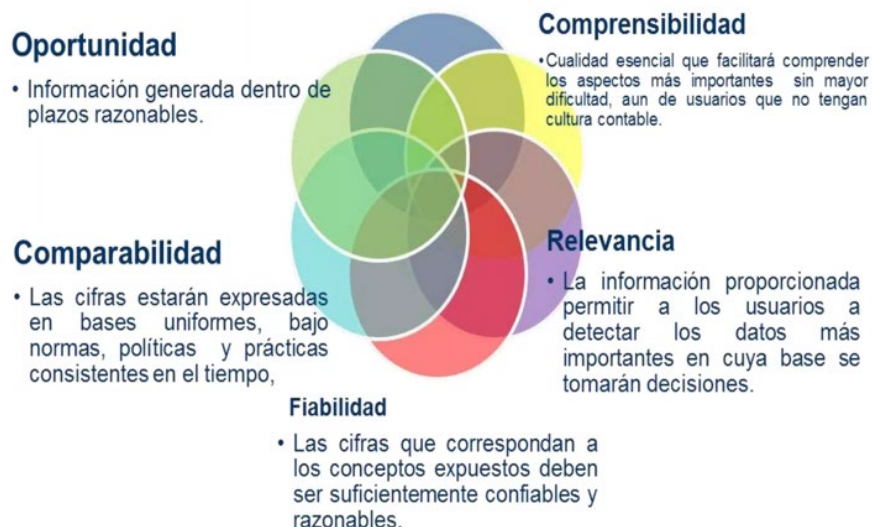 Oportunidad
• Información generada dentro de
plazos razonables.
Comprensibilidad
•Cualidad esencial que facilitará comprender
los aspectos más importantes sin mayor
dificultad, aun de usuarios que no tengan
cultura contable.
Comparabilidad
• Las cifras estarán expresadas
en bases uniformes, bajo
normas, políticas y prácticas
consistentes en el tiempo,
Relevancia
• La información proporcionada
permitir a los usuarios a
detectar los datos más
importantes en cuya base se
tomarán decisiones.
Fiabilidad
• Las cifras que correspondan a
los conceptos expuestos deben
ser suficientemente confiables y
razonables.